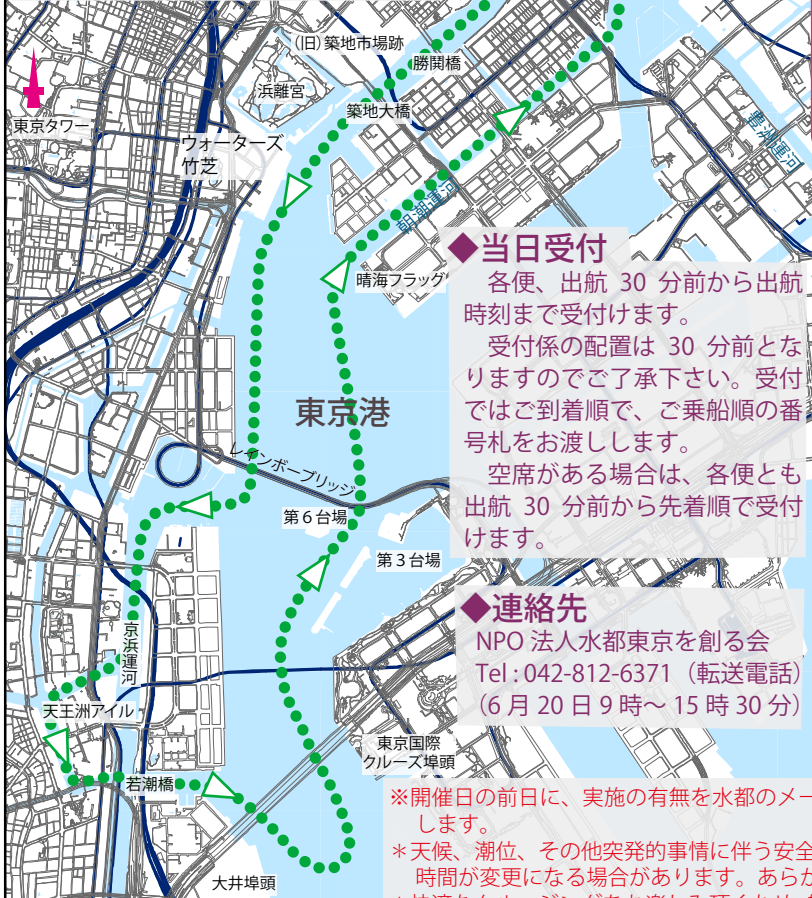 (旧)築地市場跡
勝鬨橋
浜離宮
築地大橋
東京タワー
ウォーターズ
竹芝
豊洲運河
朝潮運河
晴海フラッグ
◆当日受付
各便、出航 30 分前から出航
時刻まで受付けます。
受付係の配置は 30 分前とな
りますのでご了承下さい。受付
ではご到着順で、ご乗船順の番
号札をお渡しします。
空席がある場合は、各便とも
出航 30 分前から先着順で受付
けます。
東京港
レインボーブリッジ
第6台場
第3台場
◆連絡先
NPO 法人水都東京を創る会
Tel : 042-812-6371(転送電話)
(6 月 20 日 9 時〜 15 時 30 分)
京浜運河
天王洲アイル
若潮橋
東京国際
クルーズ埠頭
大井埠頭
※開催日の前日に、実施の有無を水都のメー
します。
＊天候、潮位、その他突発的事情に伴う安全
時間が変更になる場合があります。あらか